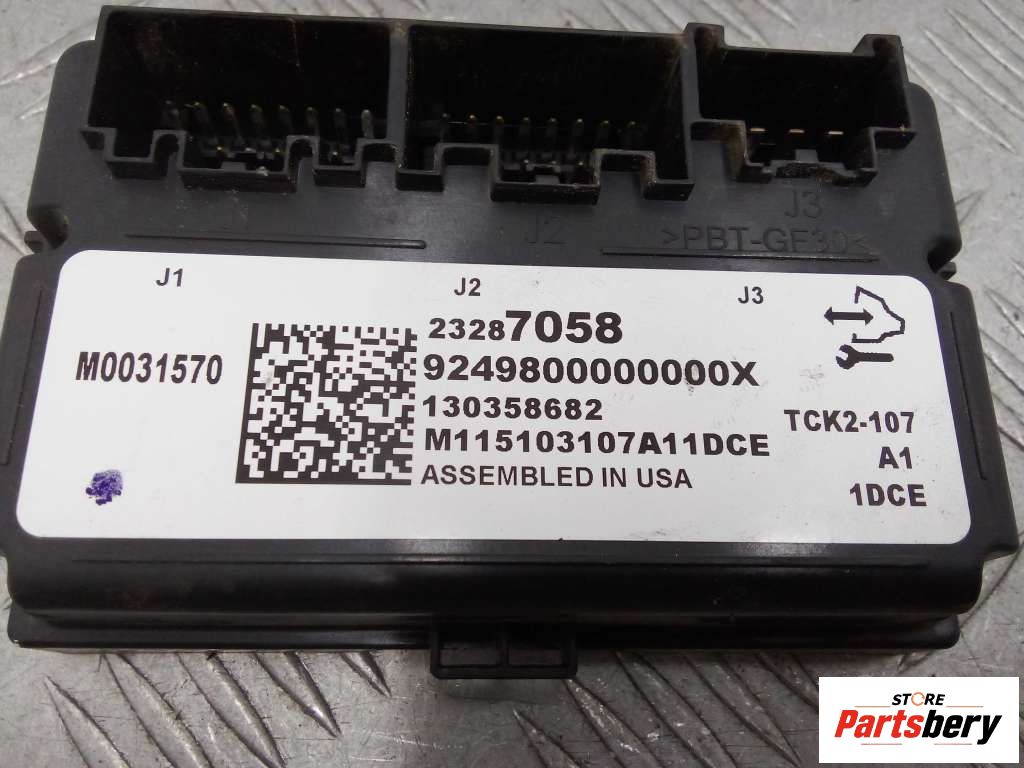 J2
J3
>PBT-GF30<
J1
J2
J3
23287058
M0031570
9249800000000X
130358682
TCK2-107
M115103107A11DCE
A1
ASSEMBLED IN USA
1DCE
STORE
Partsbery